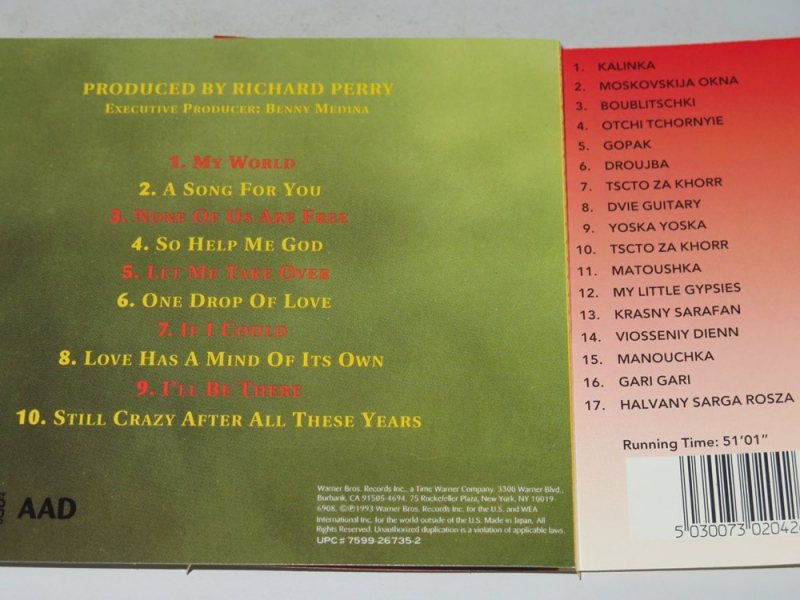 PRODUCED BY RICHARD PERRY
EXECUTIVE PRODUCER: BENNY MEDINA
1. MY WORLD
2. A SONG FOR YOU
3. NONE OF US ARE FREE
4. SO HELP ME GOD
5. LET ME TAKE OVER
6. ONE DROP OF LOVE
7. IF I COULD
8. LOVE HAS A MIND OF ITS OWN
9. I'LL BE THERE
10. STILL CRAZY AFTER ALL THESE YEARS
AAD
Warner Bros. Records Inc., a Time Warner Company. 3300 Warner Blvd.,
Burbank, CA 91505-4694. 75 Rockefeller Plaza, New York, NY 10019-
6908. ©℗1993 Warner Bros. Records Inc. for the U.S. and WEA
International Inc. for the world outside of the U.S. Made in Japan. All
Rights Reserved. Unauthorized duplication is a violation of applicable laws.
UPC# 7599-26735-2
1. KALINKA
2. MOSKOVSKIJA OKNA
3. BOUBLITSCHKI
4. OTCHI TCHORNYIE
5. GOPAK
6. DROUJBA
7. TSCTO ZA KHORR
8. DVIE GUITARY
9. YOSKA YOSKA
10. TSCTO ZA KHORR
11. MATOUSHKA
12. MY LITTLE GYPSIES
13. KRASNY SARAFAN
14. VIOSSENIY DIENN
15. MANOUCHKA
16. GARI GARI
17. HALVANY SARGA ROSZA
Running Time: 51'01"
5 030073 02042